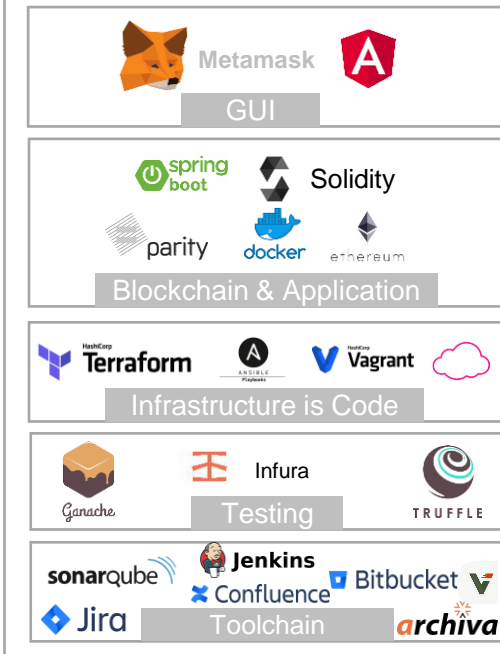 Metamask
A
GUI
spring
boot
Solidity
parity
docker
ethereum
Blockchain & Application
HashiCorp
Terraform
A
ANSIBLE
Playbooks
HashiCorp
Vagrant
Infrastructure is Code
Ganache
Infura
TRUFFLE
Testing
sonarqube
Jenkins
Confluence
Bitbucket
Jira
archiva
Toolchain